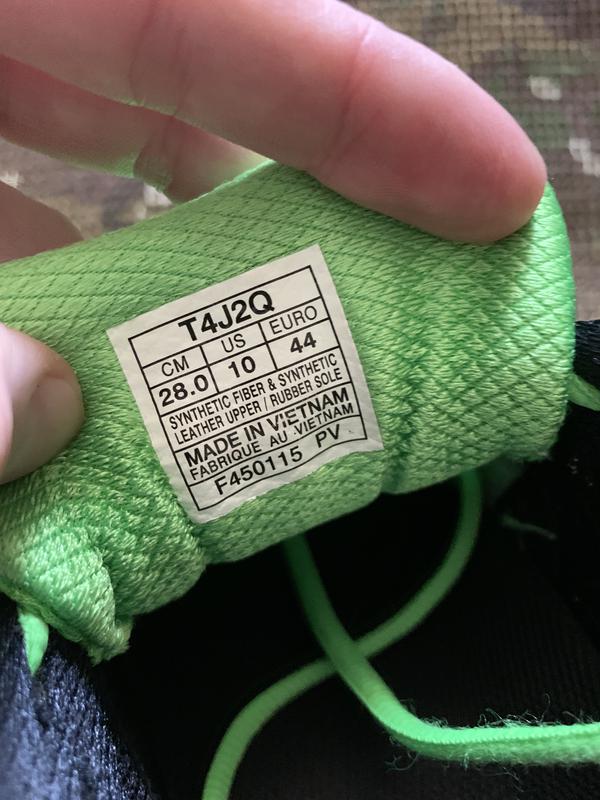 T4J2Q
CM US EURO
28.0 10 44
SYNTHETIC FIBER & SYNTHETIC
LEATHER UPPER / RUBBER SOLE
MADE IN VIETNAM
FABRIQUE AU VIETNAM
F450115 PV